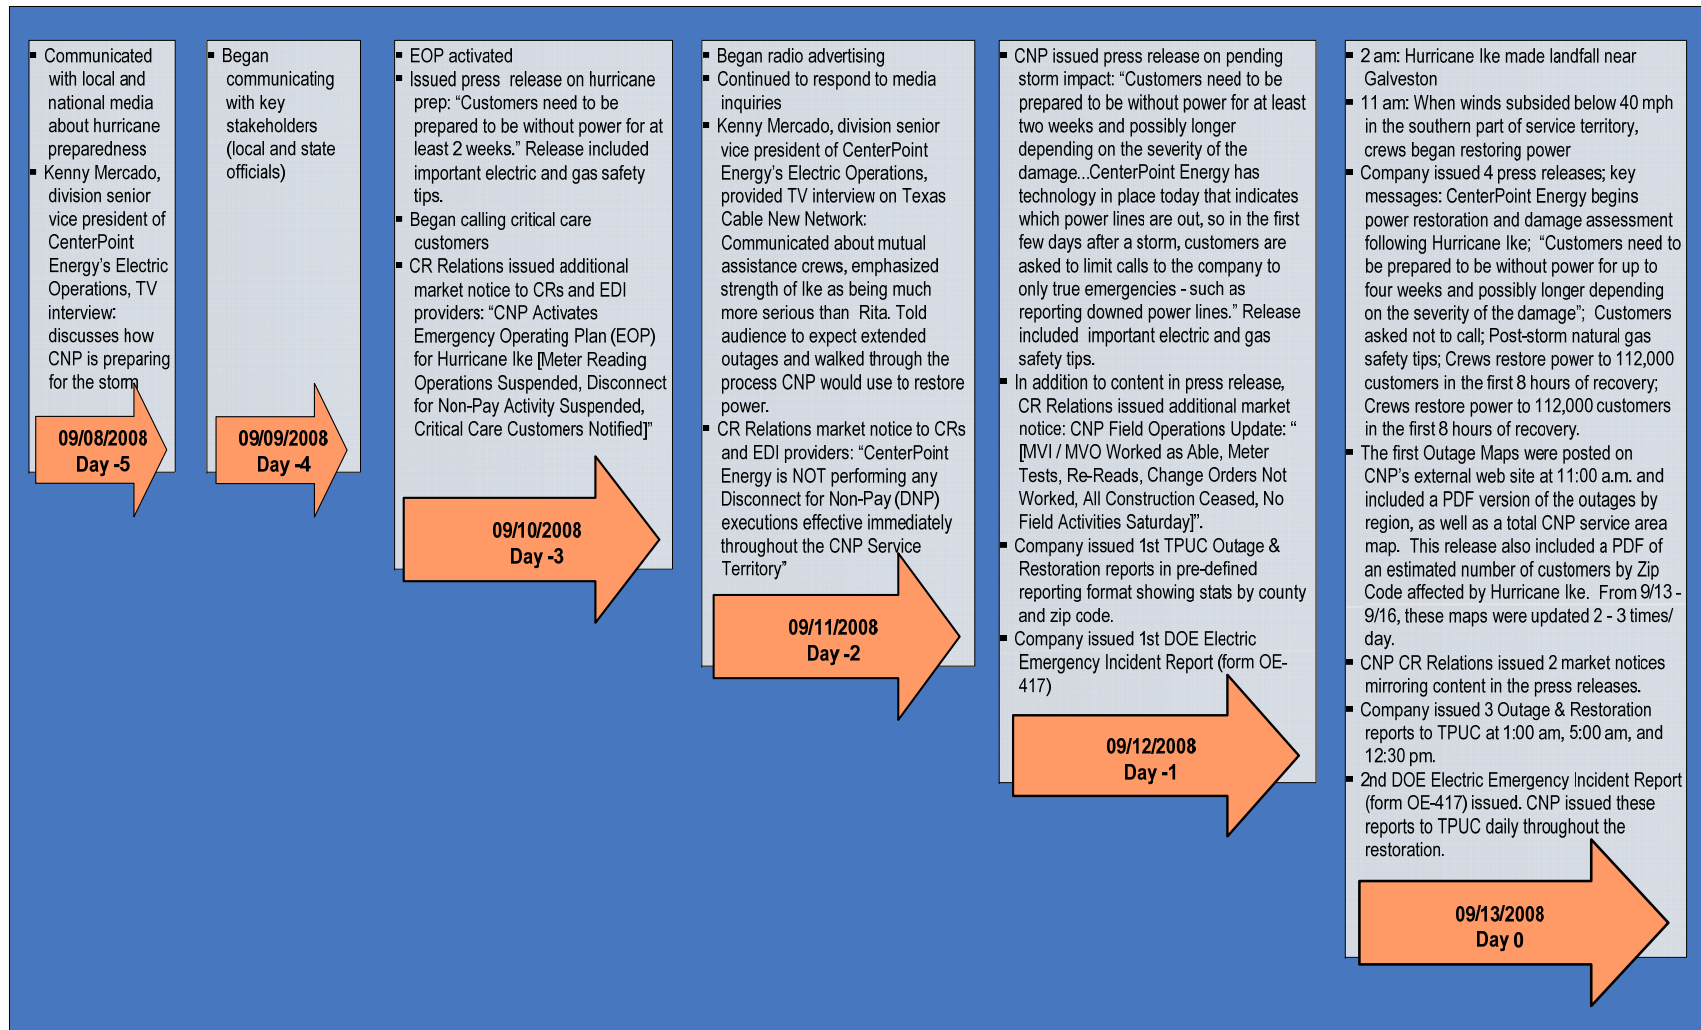 ▪ Communicated
with local and
national media
about hurricane
preparedness
▪ Kenny Mercado,
division senior
vice president of
CenterPoint
Energy's Electric
Operations, TV
interview:
discusses how
CNP is preparing
for the storm
09/08/2008
Day -5
▪ Began
communicating
with key
stakeholders
(local and state
officials)
09/09/2008
Day -4
▪ EOP activated
▪ Issued press release on hurricane
prep: “Customers need to be
prepared to be without power for at
least 2 weeks.” Release included
important electric and gas safety
tips.
▪ Began calling critical care
customers
▪ CR Relations issued additional
market notice to CRs and EDI
providers: “CNP Activates
Emergency Operating Plan (EOP)
for Hurricane Ike [Meter Reading
Operations Suspended, Disconnect
for Non-Pay Activity Suspended,
Critical Care Customers Notified]”
09/10/2008
Day -3
▪ Began radio advertising
▪ Continued to respond to media
inquiries
▪ Kenny Mercado, division senior
vice president of CenterPoint
Energy's Electric Operations,
provided TV interview on Texas
Cable New Network:
Communicated about mutual
assistance crews, emphasized
strength of Ike as being much
more serious than Rita. Told
audience to expect extended
outages and walked through the
process CNP would use to restore
power.
▪ CR Relations market notice to CRs
and EDI providers: “CenterPoint
Energy is NOT performing any
Disconnect for Non-Pay (DNP)
executions effective immediately
throughout the CNP Service
Territory”
09/11/2008
Day -2
▪ CNP issued press release on pending
storm impact: “Customers need to be
prepared to be without power for at least
two weeks and possibly longer
depending on the severity of the
damage...CenterPoint Energy has
technology in place today that indicates
which power lines are out, so in the first
few days after a storm, customers are
asked to limit calls to the company to
only true emergencies - such as
reporting downed power lines.” Release
included important electric and gas
safety tips.
▪ In addition to content in press release,
CR Relations issued additional market
notice: CNP Field Operations Update: “
[MVI / MVO Worked as Able, Meter
Tests, Re-Reads, Change Orders Not
Worked, All Construction Ceased, No
Field Activities Saturday]”.
▪ Company issued 1st TPUC Outage &
Restoration reports in pre-defined
reporting format showing stats by county
and zip code.
▪ Company issued 1st DOE Electric
Emergency Incident Report (form OE-
417)
09/12/2008
Day -1
▪ 2 am: Hurricane Ike made landfall near
Galveston
▪ 11 am: When winds subsided below 40 mph
in the southern part of service territory,
crews began restoring power
▪ Company issued 4 press releases; key
messages: CenterPoint Energy begins
power restoration and damage assessment
following Hurricane Ike; “Customers need to
be prepared to be without power for up to
four weeks and possibly longer depending
on the severity of the damage”; Customers
asked not to call; Post-storm natural gas
safety tips; Crews restore power to 112,000
customers in the first 8 hours of recovery;
Crews restore power to 112,000 customers
in the first 8 hours of recovery.
▪ The first Outage Maps were posted on
CNP's external web site at 11:00 a.m. and
included a PDF version of the outages by
region, as well as a total CNP service area
map. This release also included a PDF of
an estimated number of customers by Zip
Code affected by Hurricane Ike. From 9/13 -
9/16, these maps were updated 2 - 3 times/
day.
▪ CNP CR Relations issued 2 market notices
mirroring content in the press releases.
▪ Company issued 3 Outage & Restoration
reports to TPUC at 1:00 am, 5:00 am, and
12:30 pm.
▪ 2nd DOE Electric Emergency Incident Report
(form OE-417) issued. CNP issued these
reports to TPUC daily throughout the
restoration.
09/13/2008
Day 0